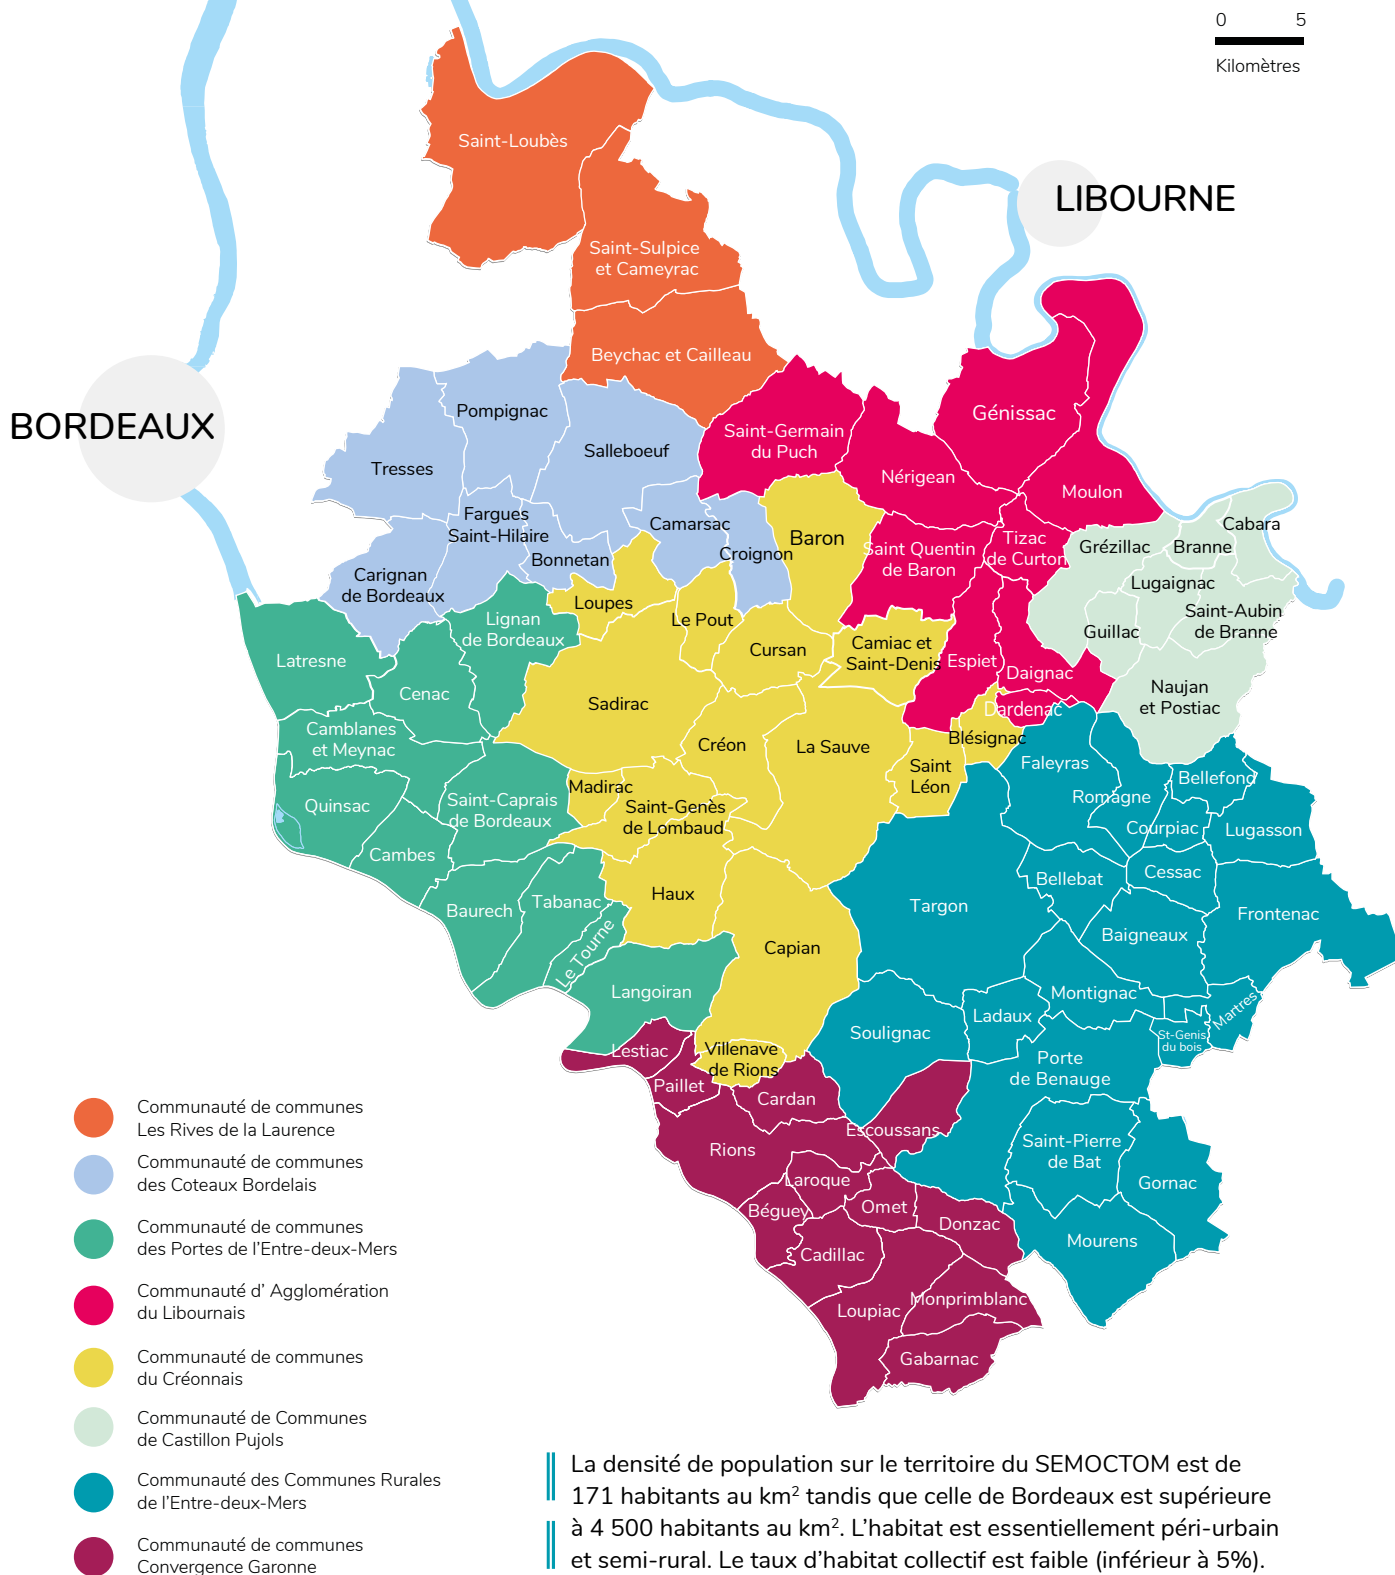 0 5
Kilomètres
Saint-Loubès
LIBOURNE
Saint-Sulpice
et Cameyrac
Beychac et Cailleau
BORDEAUX
Pompignac
Tresses
Salleboeuf
Saint-Germain
du Puch
Génissac
Nérigean
Moulon
Fargues
Saint-Hilaire
Camarsac
Croignon
Baron
Bonnetan
Carignan
de Bordeaux
Saint Quentin
de Baron
Tizac
de Curton
Grézillac
Branne
Cabara
Lugaignac
Saint-Aubin
de Branne
Guillac
Loupes
Le Pout
Lignan
de Bordeaux
Cursan
Camiac et
Saint-Denis
Espiet
Daignac
Latresne
Cenac
Sadirac
Naujan
et Postiac
Dardenac
Camblanes
et Meynac
Créon
La Sauve
Blésignac
Saint
Léon
Faleyras
Bellefond
Romagne
Madirac
Saint-Genès
de Lombaud
Quinsac
Saint-Caprais
de Bordeaux
Courpiac
Lugasson
Cambes
Cessac
Bellebat
Haux
Baurech
Tabanac
Le Tourne
Targon
Frontenac
Baigneaux
Capian
Langoiran
Montignac
Ladaux
Martres
Soulignac
St-Genis
du bois
Lestiac
Villenave
de Rions
Porte
de Benauge
Paillet
Cardan
Escoussans
Rions
Saint-Pierre
de Bat
Gornac
Laroque
Béguey
Omet
Donzac
Mourens
Cadillac
Loupiac
Monprimblanc
Gabarnac
Communauté de communes
Les Rives de la Laurence
Communauté de communes
des Coteaux Bordelais
Communauté de communes
des Portes de l'Entre-deux-Mers
Communauté d' Agglomération
du Libournais
Communauté de communes
du Créonnais
Communauté de Communes
de Castillon Pujols
Communauté des Communes Rurales
de l'Entre-deux-Mers
Communauté de communes
Convergence Garonne
La densité de population sur le territoire du SEMOCTOM est de
171 habitants au km² tandis que celle de Bordeaux est supérieure
à 4 500 habitants au km². L'habitat est essentiellement péri-urbain
et semi-rural. Le taux d'habitat collectif est faible (inférieur à 5%).